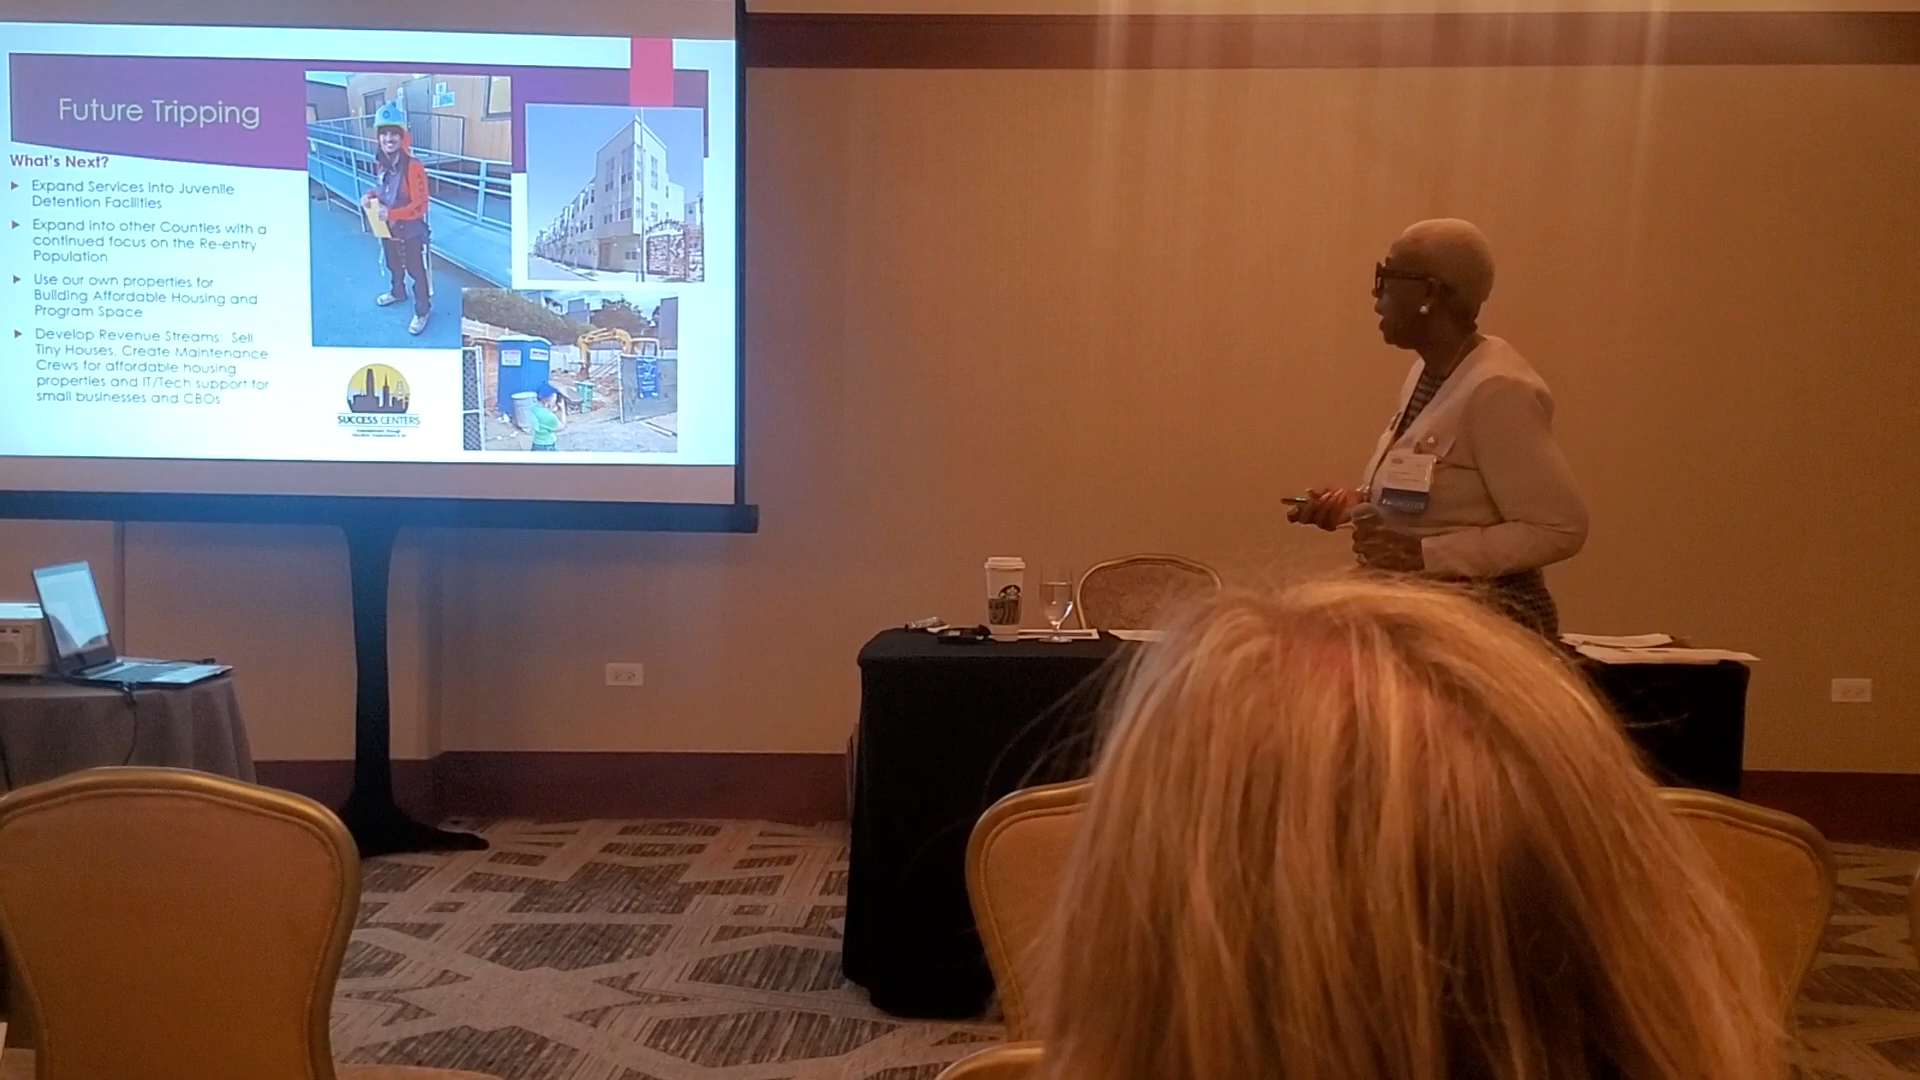 Future Tripping
What's Next?
Expand Services into Juvenile
Detention Facilities
Expand into other Counties with a
continued focus on the Re-entry
Population
Use our own properties for
Building Affordable Housing and
Program Space
Develop Revenue Streams: Sell
Tiny Houses, Create Maintenance
Crews for affordable housing
properties and IT/Tech support for
small businesses and CBOs
SUCCESS CENTERS